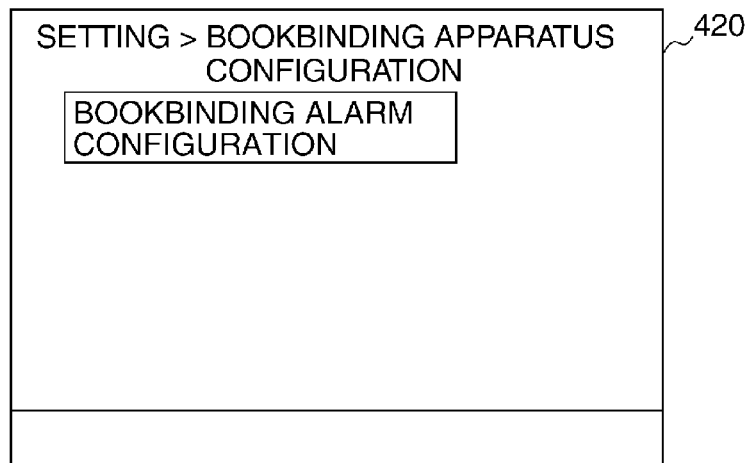 SETTING > BOOKBINDING APPARATUS
CONFIGURATION
420
BOOKBINDING ALARM
CONFIGURATION